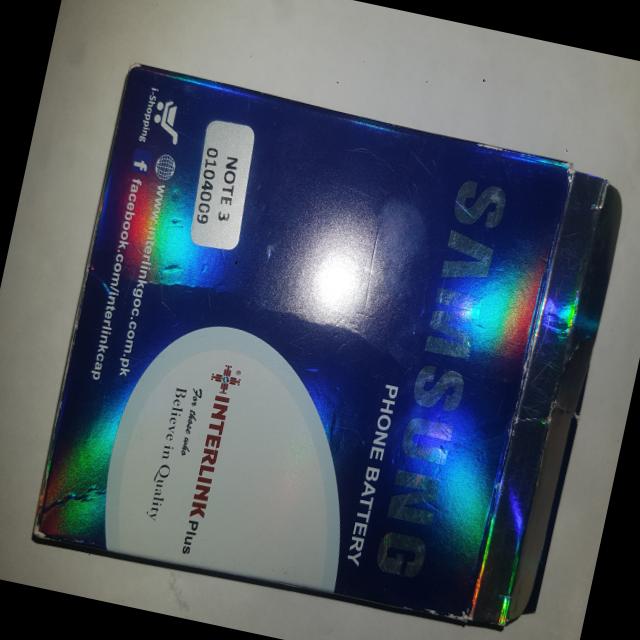 SAMSUNG
PHONE BATTERY
NOTE 3
0104009
INTERLINK Plus
For those who
Believe in Quality
i-Shopping
www.interlinkgoc.com.pk
facebook.com/interlinkcap